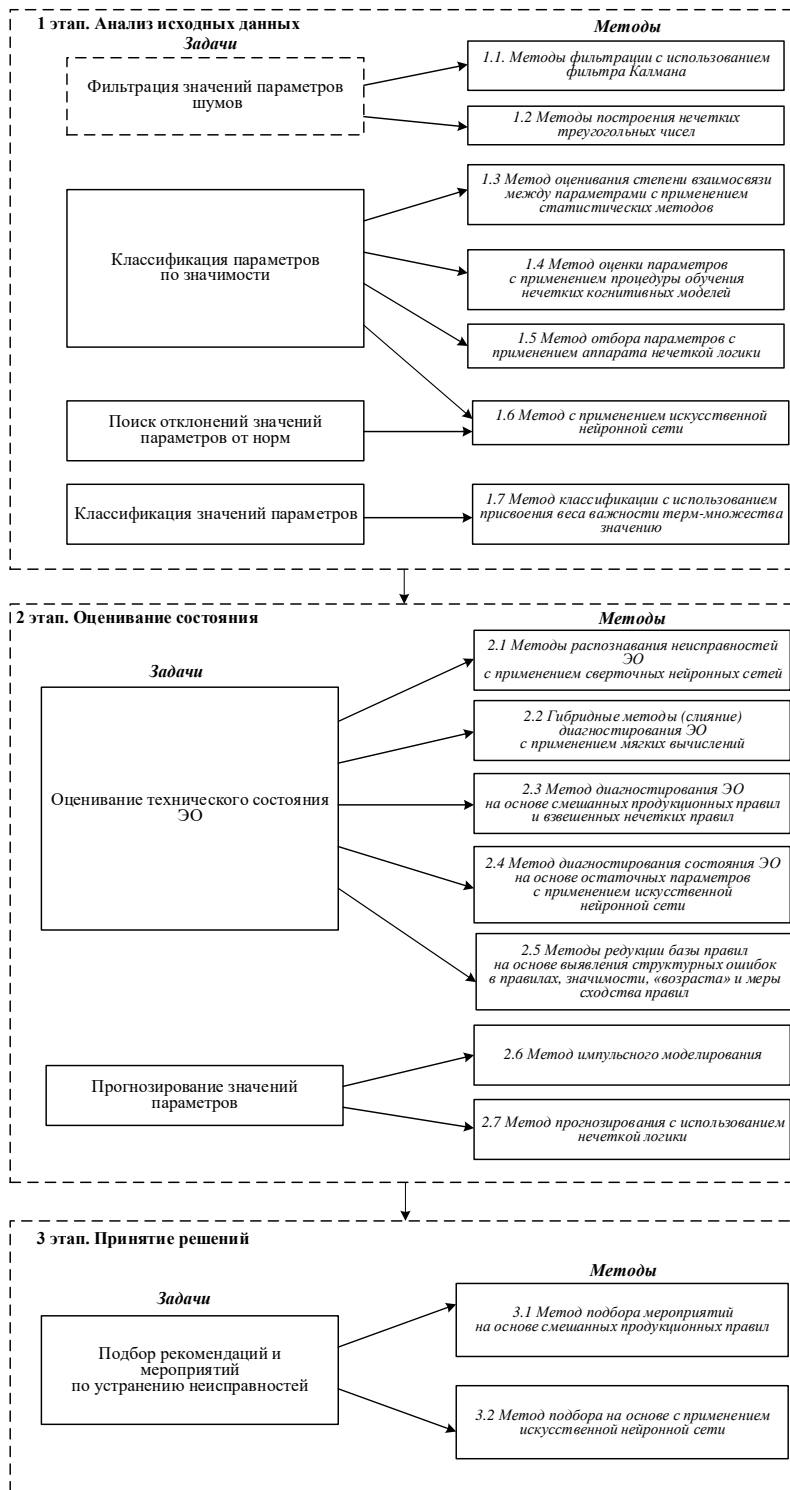 1 этап. Анализ исходных данных
Задачи
Методы
Фильтрация значений параметров
шумов
1.1. Методы фильтрации с использованием
фильтра Калмана
1.2 Методы построения нечетких
треугогольных чисел
Классификация параметров
по значимости
1.3 Метод оценивания степени взаимосвязи
между параметрами с применением
статистических методов
1.4 Метод оценки параметров
с применением процедуры обучения
нечетких когнитивных моделей
1.5 Метод отбора параметров с
применением аппарата нечеткой логики
Поиск отклонений значений
параметров от норм
1.6 Метод с применением искусственной
нейронной сети
Классификация значений параметров
1.7 Метод классификации с использованием
присвоения веса важности терм-множества
значению
2 этап. Оценивание состояния
Методы
Задачи
2.1 Методы распознавания неисправностей
ЭО
с применением сверточных нейронных сетей
2.2 Гибридные методы (слияние)
диагностирования ЭО
с применением мягких вычислений
Оценивание технического состояния
ЭО
2.3 Метод диагностирования ЭО
на основе смешанных продукционных правил
и взвешенных нечетких правил
2.4 Метод диагностирования состояния ЭО
на основе остаточных параметров
с применением искусственной
нейронной сети
2.5 Методы редукции базы правил
на основе выявления структурных ошибок
в правилах, значимости, «возраста» и меры
сходства правил
Прогнозирование значений
параметров
2.6 Метод импульсного моделирования
2.7 Метод прогнозирования с использованием
нечеткой логики
3 этап. Принятие решений
Методы
Задачи
3.1 Метод подбора мероприятий
на основе смешанных продукционных правил
Подбор рекомендаций и
мероприятий
по устранению неисправностей
3.2 Метод подбора на основе с применением
искусственной нейронной сети